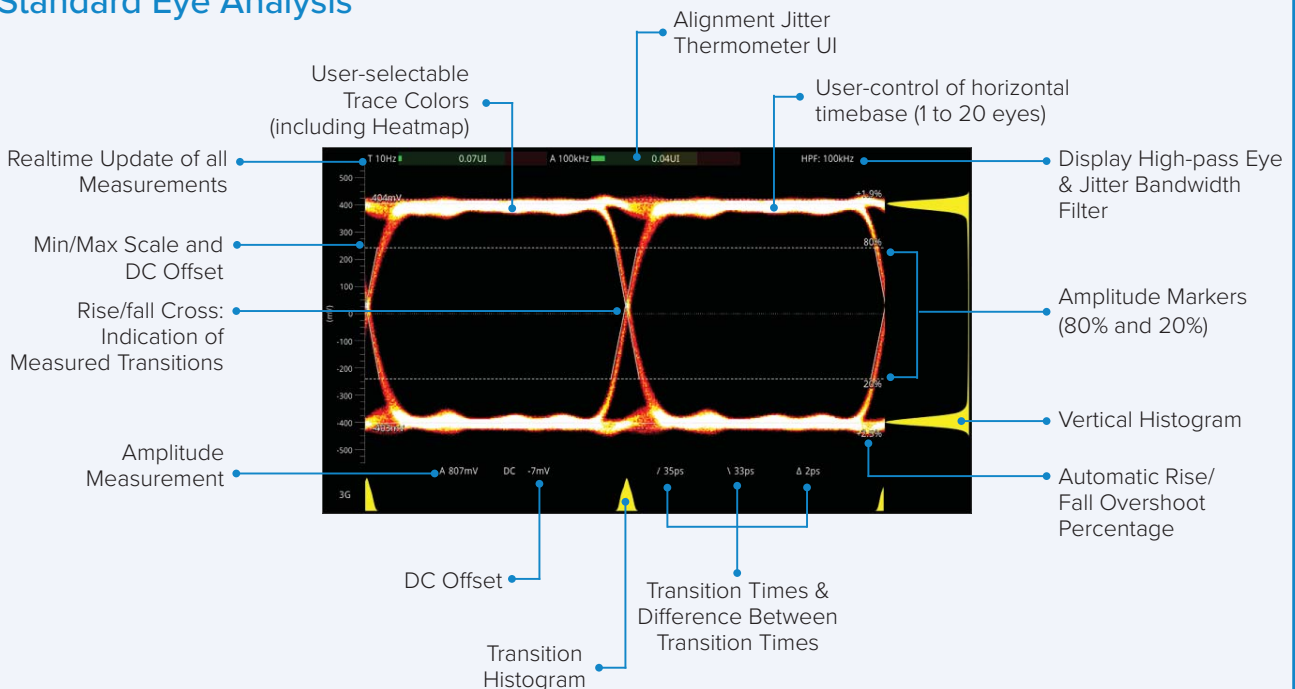 Standard Eye Analysis
Alignment Jitter
Thermometer UI
User-selectable
Trace Colors
(including Heatmap)
User-control of horizontal
timebase (1 to 20 eyes)
Realtime Update of all
Measurements
Display High-pass Eye
& Jitter Bandwidth
Filter
Min/Max Scale and
DC Offset
Rise/fall Cross:
Indication of
Measured Transitions
Amplitude Markers
(80% and 20%)
Vertical Histogram
Amplitude
Measurement
Automatic Rise/
Fall Overshoot
Percentage
DC Offset
Transition Times &
Difference Between
Transition Times
Transition
Histogram
T 10Hz 0.07UI A 100kHz 0.04UI HPF: 100kHz
500
404mV +1.9%
400
300
80%
200
100
(mV)
0
-100
-200
20%
-300
-400
-2.3%
-500
A 807mV DC -7mV / 35ps \ 33ps Δ 2ps
3G